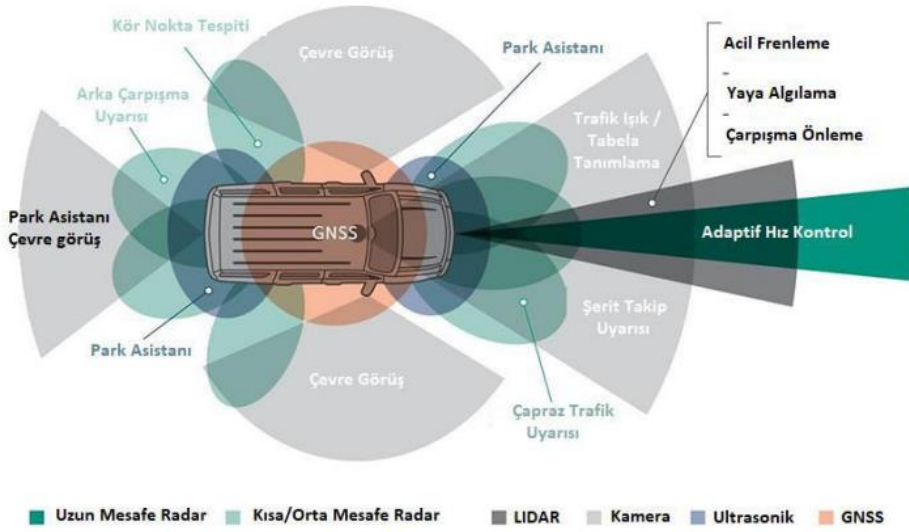 Kör Nokta Tespiti
Çevre Görüş
Park Asistanı
Acil Frenleme
-
Yaya Algılama
-
Çarpışma Önleme
Arka Çarpışma
Uyarısı
Trafik Işık /
Tabela
Tanımlama
Park Asistanı
Çevre görüş
GNSS
Adaptif Hız Kontrol
Şerit Takip
Uyarısı
Park Asistanı
Çevre Görüş
Çapraz Trafik
Uyarısı
Uzun Mesafe Radar Kısa/Orta Mesafe Radar LIDAR Kamera Ultrasonik GNSS